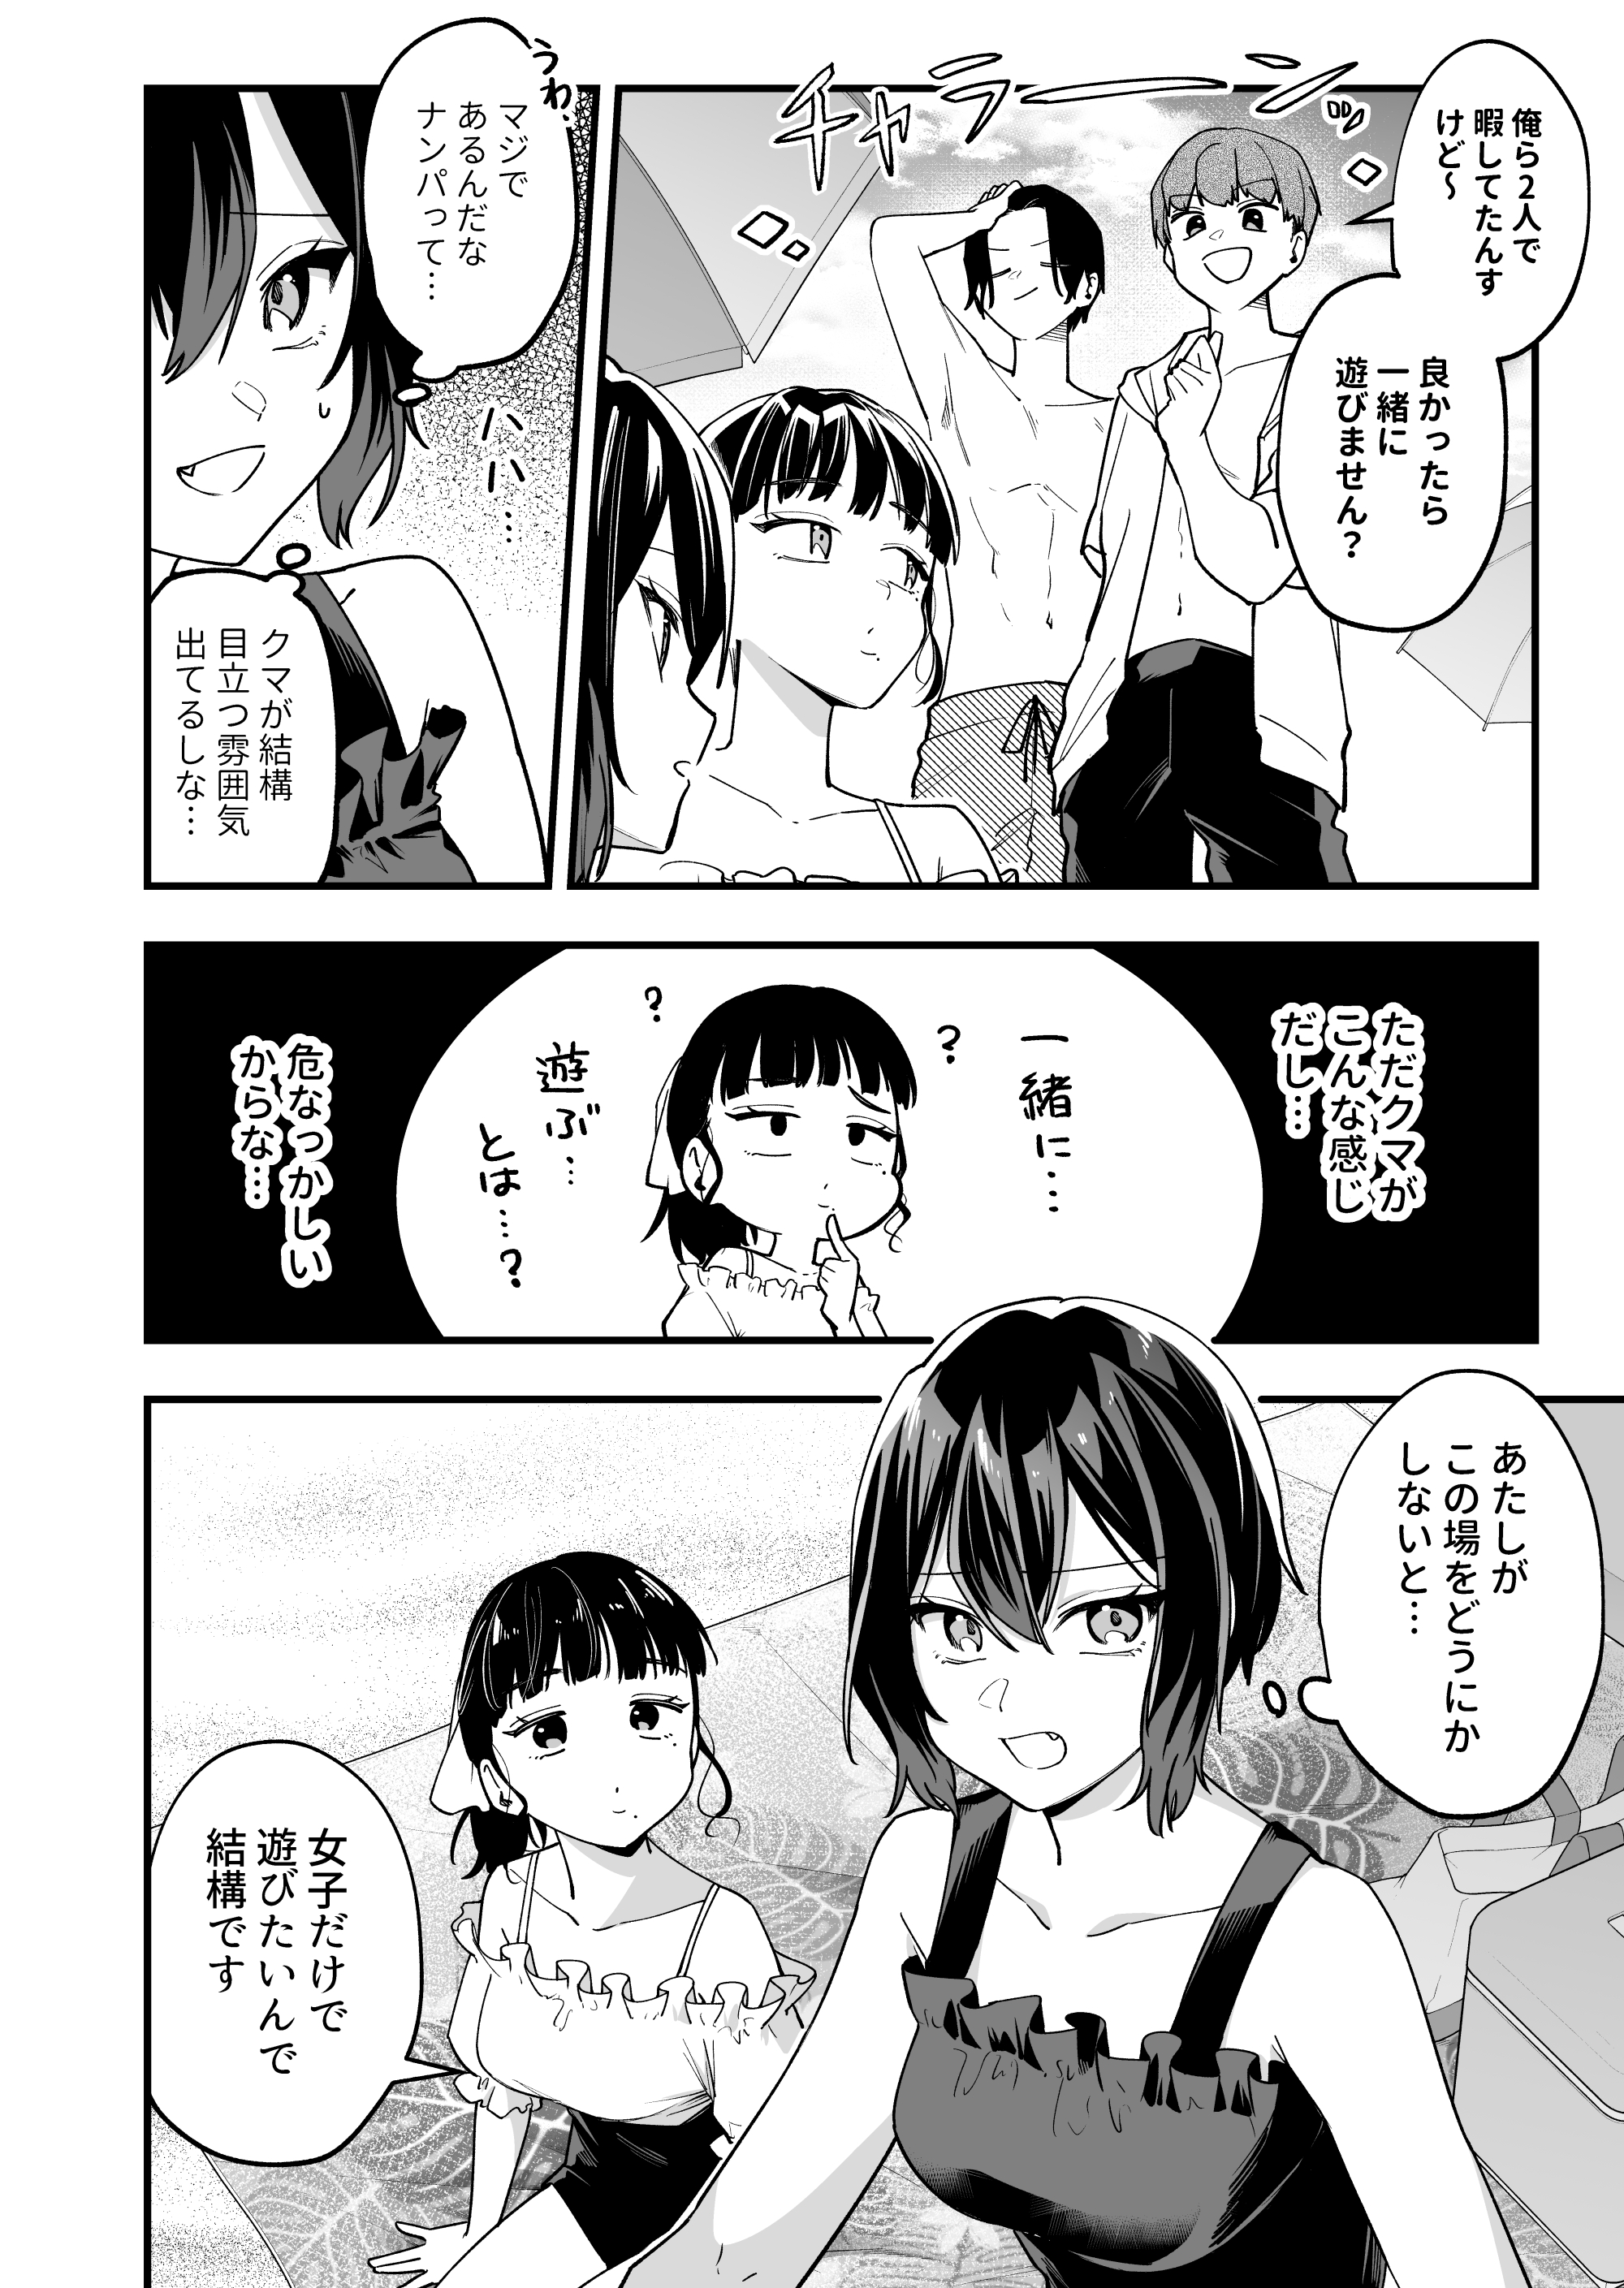 俺ら2人で
暇してたんす
けど〜
良かったら
一緒に
遊びません?
チャラーン
うわ、
マジで
あるんだな
ナンパって…
ハハ…
クマが結構
目立つ雰囲気
出てるしな…
ただクマが
こんな感じ
だし…
一緒に…
?
?
遊ぶ…
とは…?
危なっかしい
からな…
あたしが
この場をどうにか
しないと…
女子だけで
遊びたいんで
結構です